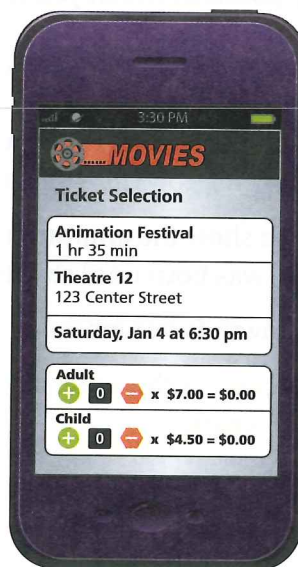 3:30 PM
......MOVIES
Ticket Selection
Animation Festival
1 hr 35 min
Theatre 12
123 Center Street
Saturday, Jan 4 at 6:30 pm
Adult
+ 0 − x $7.00 = $0.00
Child
+ 0 − x $4.50 = $0.00